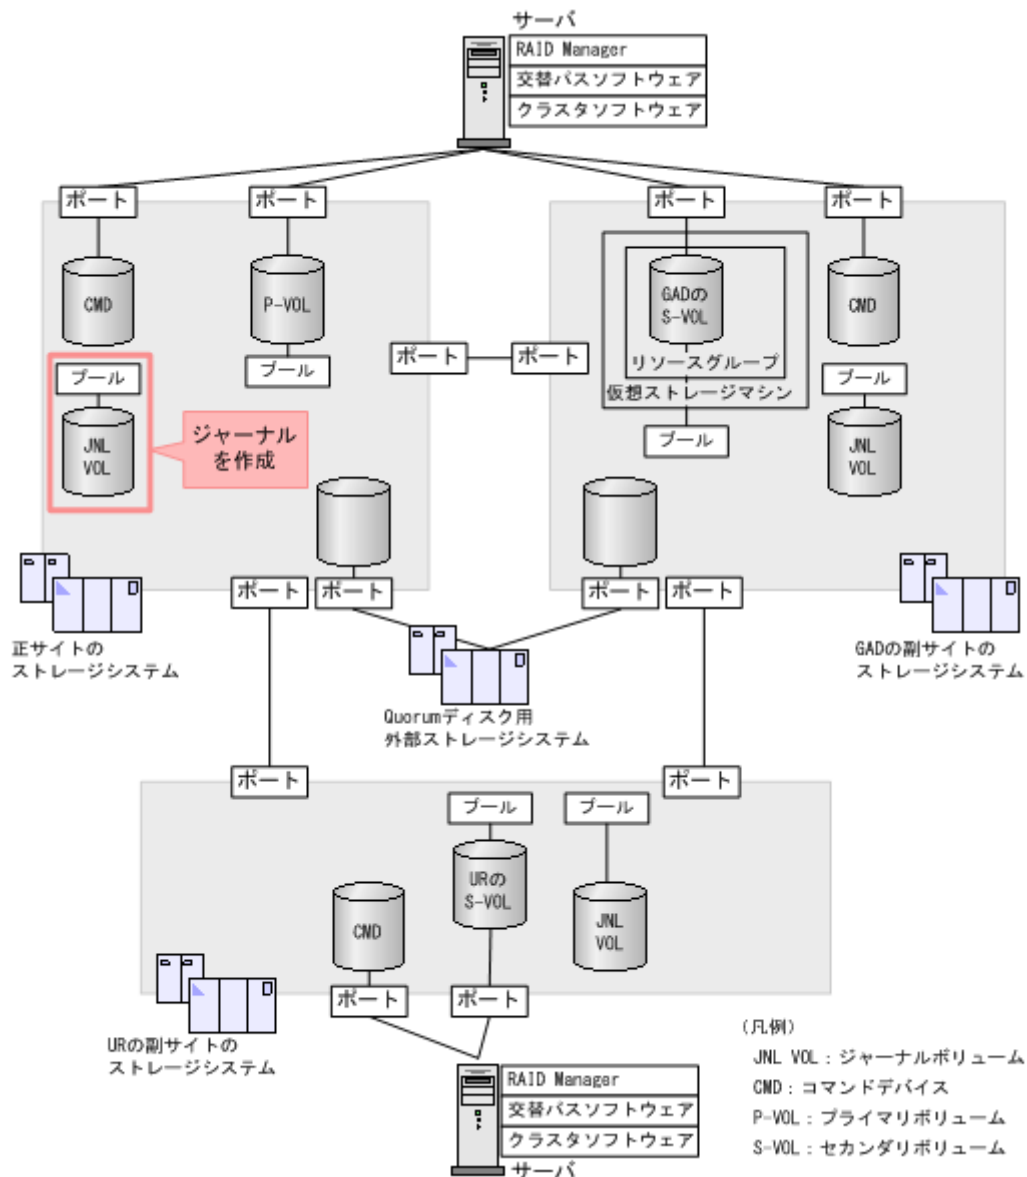 サーバ
RAID Manager
交替パスソフトウェア
クラスタソフトウェア
ポート
ポート
ポート
ポート
CMD
P-VOL
GADの
S-VOL
CMD
ポート
ポート
リソースグループ
プール
プール
プール
仮想ストレージマシン
JNL
VOL
ジャーナル
を作成
プール
JNL
VOL
ポート
ポート
ポート
ポート
正サイトの
ストレージシステム
GADの副サイトの
ストレージシステム
Quorumディスク用
外部ストレージシステム
ポート
ポート
プール
プール
URの
S-VOL
CMD
JNL
VOL
ポート
ポート
URの副サイトの
ストレージシステム
(凡例)
JNL VOL：ジャーナルボリューム
CMD：コマンドデバイス
P-VOL：プライマリボリューム
S-VOL：セカンダリボリューム
RAID Manager
交替パスソフトウェア
クラスタソフトウェア
サーバ